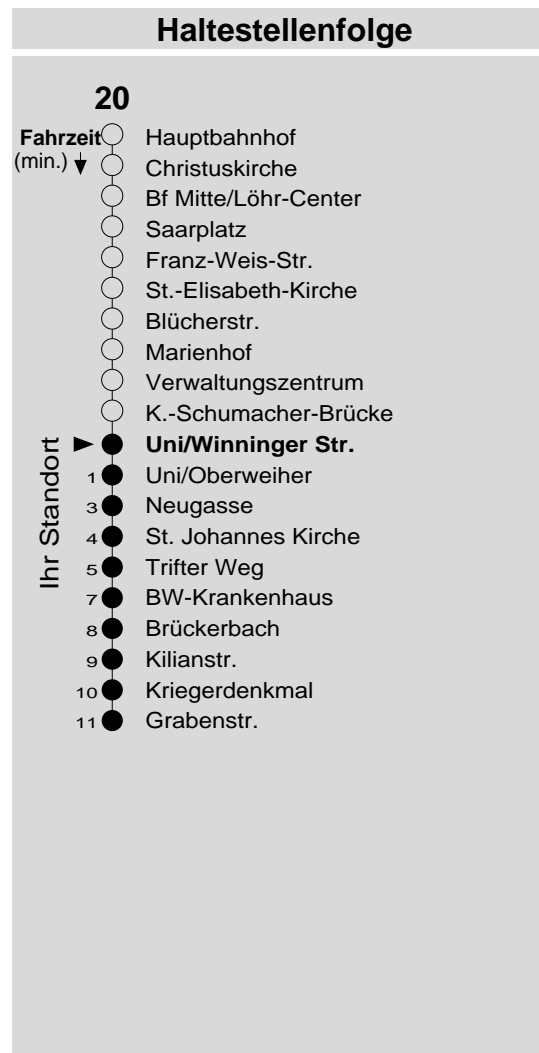 Haltestellenfolge
20
Fahrzeit Hauptbahnhof
(min.) Christuskirche
Bf Mitte/Löhr-Center
Saarplatz
Franz-Weis-Str.
St.-Elisabeth-Kirche
Blücherstr.
Marienhof
Verwaltungszentrum
K.-Schumacher-Brücke
Ihr Standort
Uni/Winninger Str.
1 Uni/Oberweiher
3 Neugasse
4 St. Johannes Kirche
5 Trifter Weg
7 BW-Krankenhaus
8 Brückerbach
9 Kilianstr.
10 Kriegerdenkmal
11 Grabenstr.